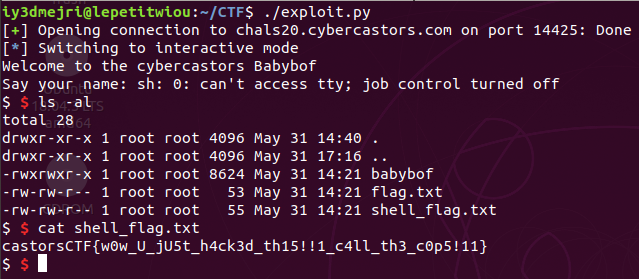 iy3dmejri@lepetitwiou:~/CTF$ ./exploit.py
[+] Opening connection to chals20.cybercastors.com on port 14425: Done
[*] Switching to interactive mode
Welcome to the cybercastors Babybof
Say your name: sh: 0: can't access tty; job control turned off
$ $ ls -al
total 28
drwxr-xr-x 1 root root 4096 May 31 14:40 .
drwxr-xr-x 1 root root 4096 May 31 17:16 ..
-rwxrwxr-x 1 root root 8624 May 31 14:21 babybof
-rw-rw-r-- 1 root root   53 May 31 14:21 flag.txt
-rw-rw-r-- 1 root root   55 May 31 14:21 shell_flag.txt
$ $ cat shell_flag.txt
castorsCTF{w0w_U_jU5t_h4ck3d_th15!!1_c4ll_th3_c0p5!11}
$ $